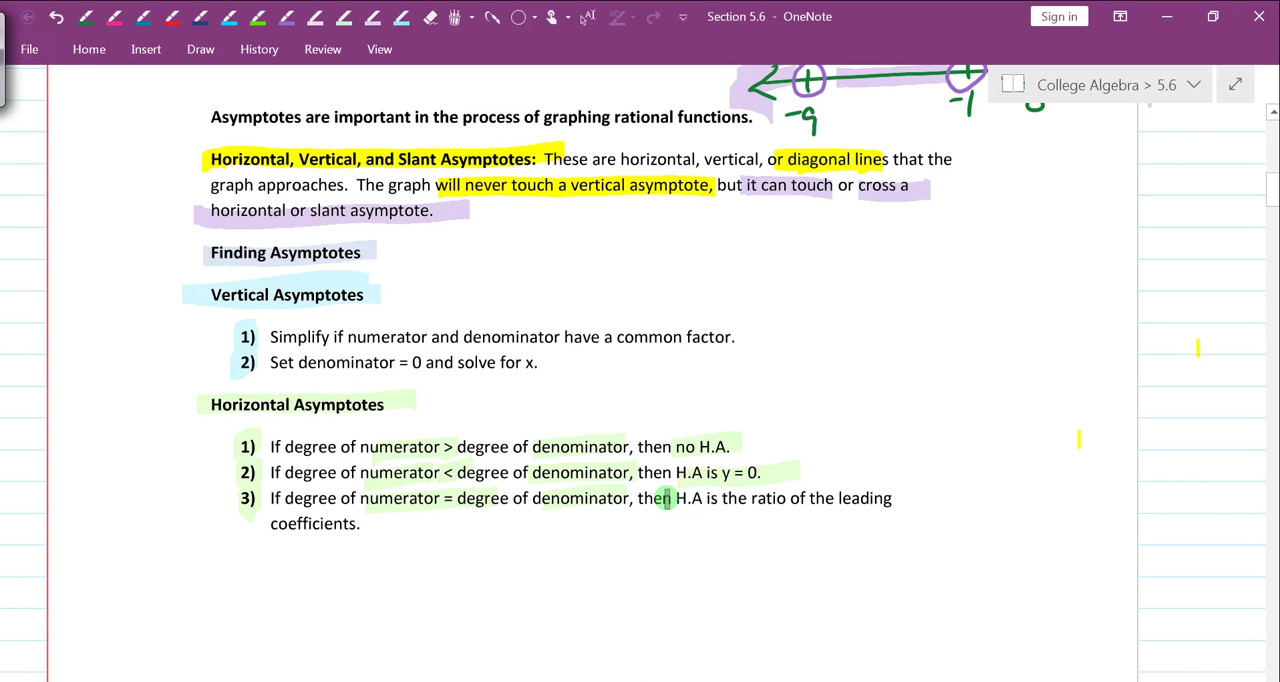 Section 5.6 - OneNote
Sign in
File Home Insert Draw History Review View
College Algebra > 5.6
-9
-1
Asymptotes are important in the process of graphing rational functions.
Horizontal, Vertical, and Slant Asymptotes: These are horizontal, vertical, or diagonal lines that the
graph approaches. The graph will never touch a vertical asymptote, but it can touch or cross a
horizontal or slant asymptote.
Finding Asymptotes
Vertical Asymptotes
1) Simplify if numerator and denominator have a common factor.
2) Set denominator = 0 and solve for x.
Horizontal Asymptotes
1) If degree of numerator > degree of denominator, then no H.A.
2) If degree of numerator < degree of denominator, then H.A is y = 0.
3) If degree of numerator = degree of denominator, then H.A is the ratio of the leading
coefficients.